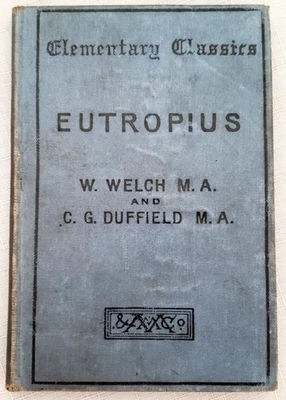 Elementary Classics
EUTROPIUS
W. WELCH M.A.
AND
C. G. DUFFIELD M.A.